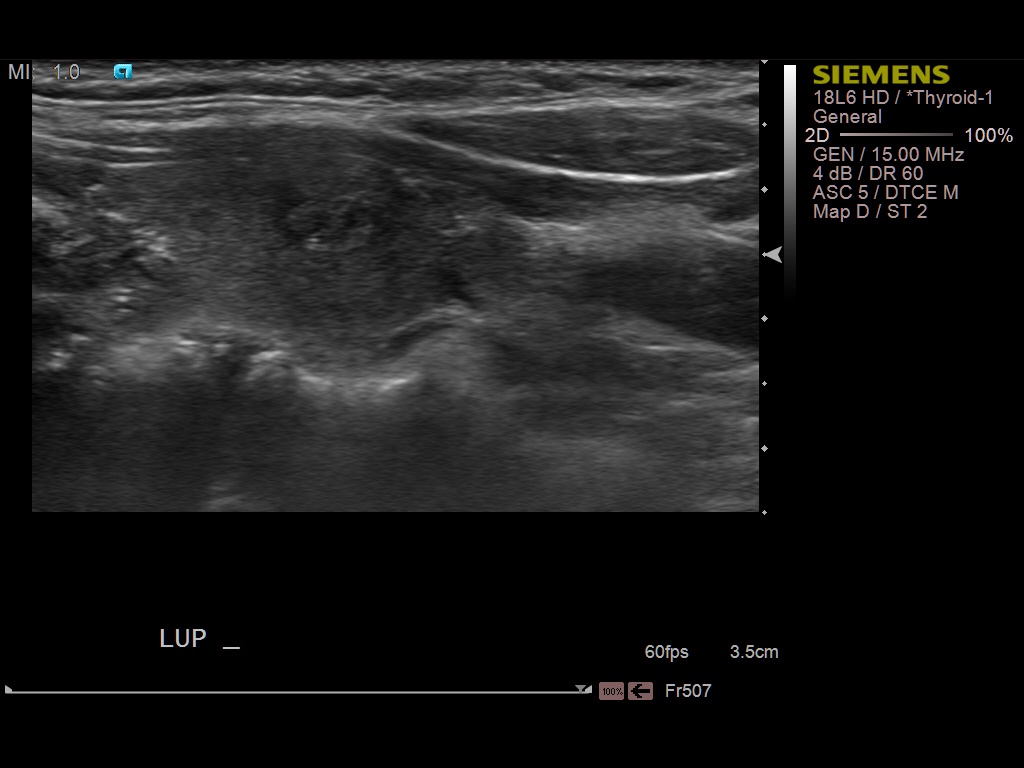 MI: 1.0
SIEMENS
18L6 HD / *Thyroid-1
General
2D 100%
GEN / 15.00 MHz
4 dB / DR 60
ASC 5 / DTCE M
Map D / ST 2
LUP _
60fps 3.5cm
100% Fr507